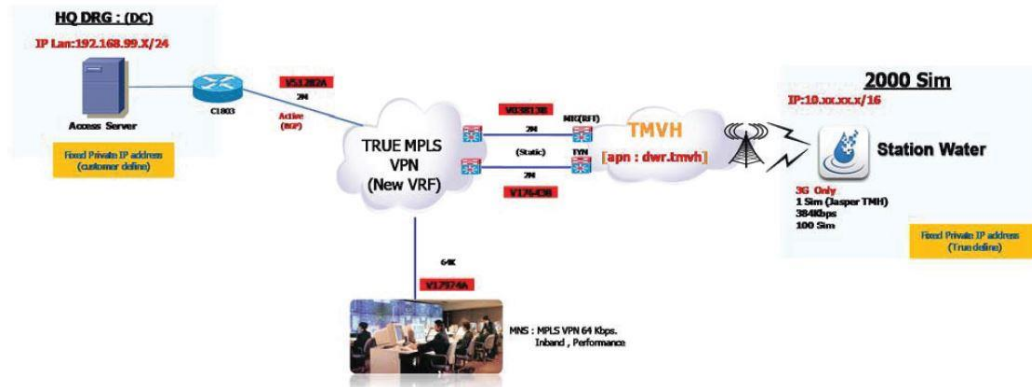 HQ DRG : (DC)
IP Lan:192.168.99.X/24
Access Server
C1803
Fixed Private IP address
(customer define)
V51282A
2M
Active
(BGP)
TRUE MPLS
VPN
(New VRF)
2M
MIG(RFT)
(Static)
TYN
2M
V17643B
TMVH
[apn : dwr.tmvh]
2000 Sim
IP:10.xx.xx.x/16
Station Water
3G Only
1 Sim (Jasper TMH)
384Kbps
100 Sim
Fixed Private IP address
(True define)
64K
V17974A
MNS : MPLS VPN 64 Kbps.
Inband , Performance